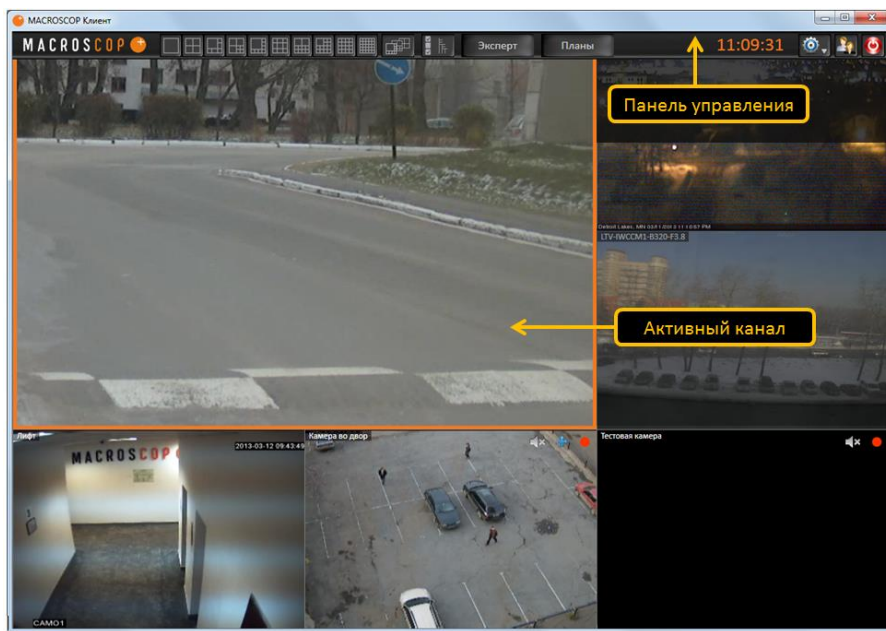 MACROSCOP Клиент
MACROSCOP
Эксперт
Планы
11:09:31
Панель управления
LTV-IWCCM1-B320-F3.8
Активный канал
Лифт
2013-03-12 09:43:49
MACROSCOP
CAM01
Камера во двор
Тестовая камера